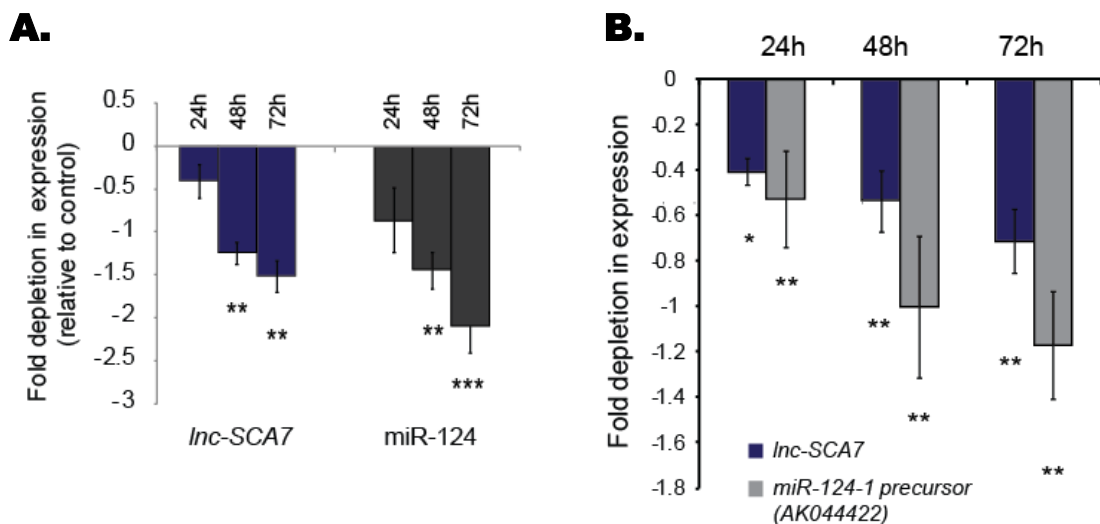 A.
Fold depletion in expression
(relative to control)
0.5
0
-0.5
-1
-1.5
-2
-2.5
-3
24h
48h
72h
24h
48h
72h
**
**
**
***
lnc-SCA7
miR-124
B.
24h
48h
72h
Fold depletion in expression
0
-0.2
-0.4
-0.6
-0.8
-1
-1.2
-1.4
-1.6
-1.8
*
**
**
**
**
**
lnc-SCA7
miR-124-1 precursor
(AK044422)